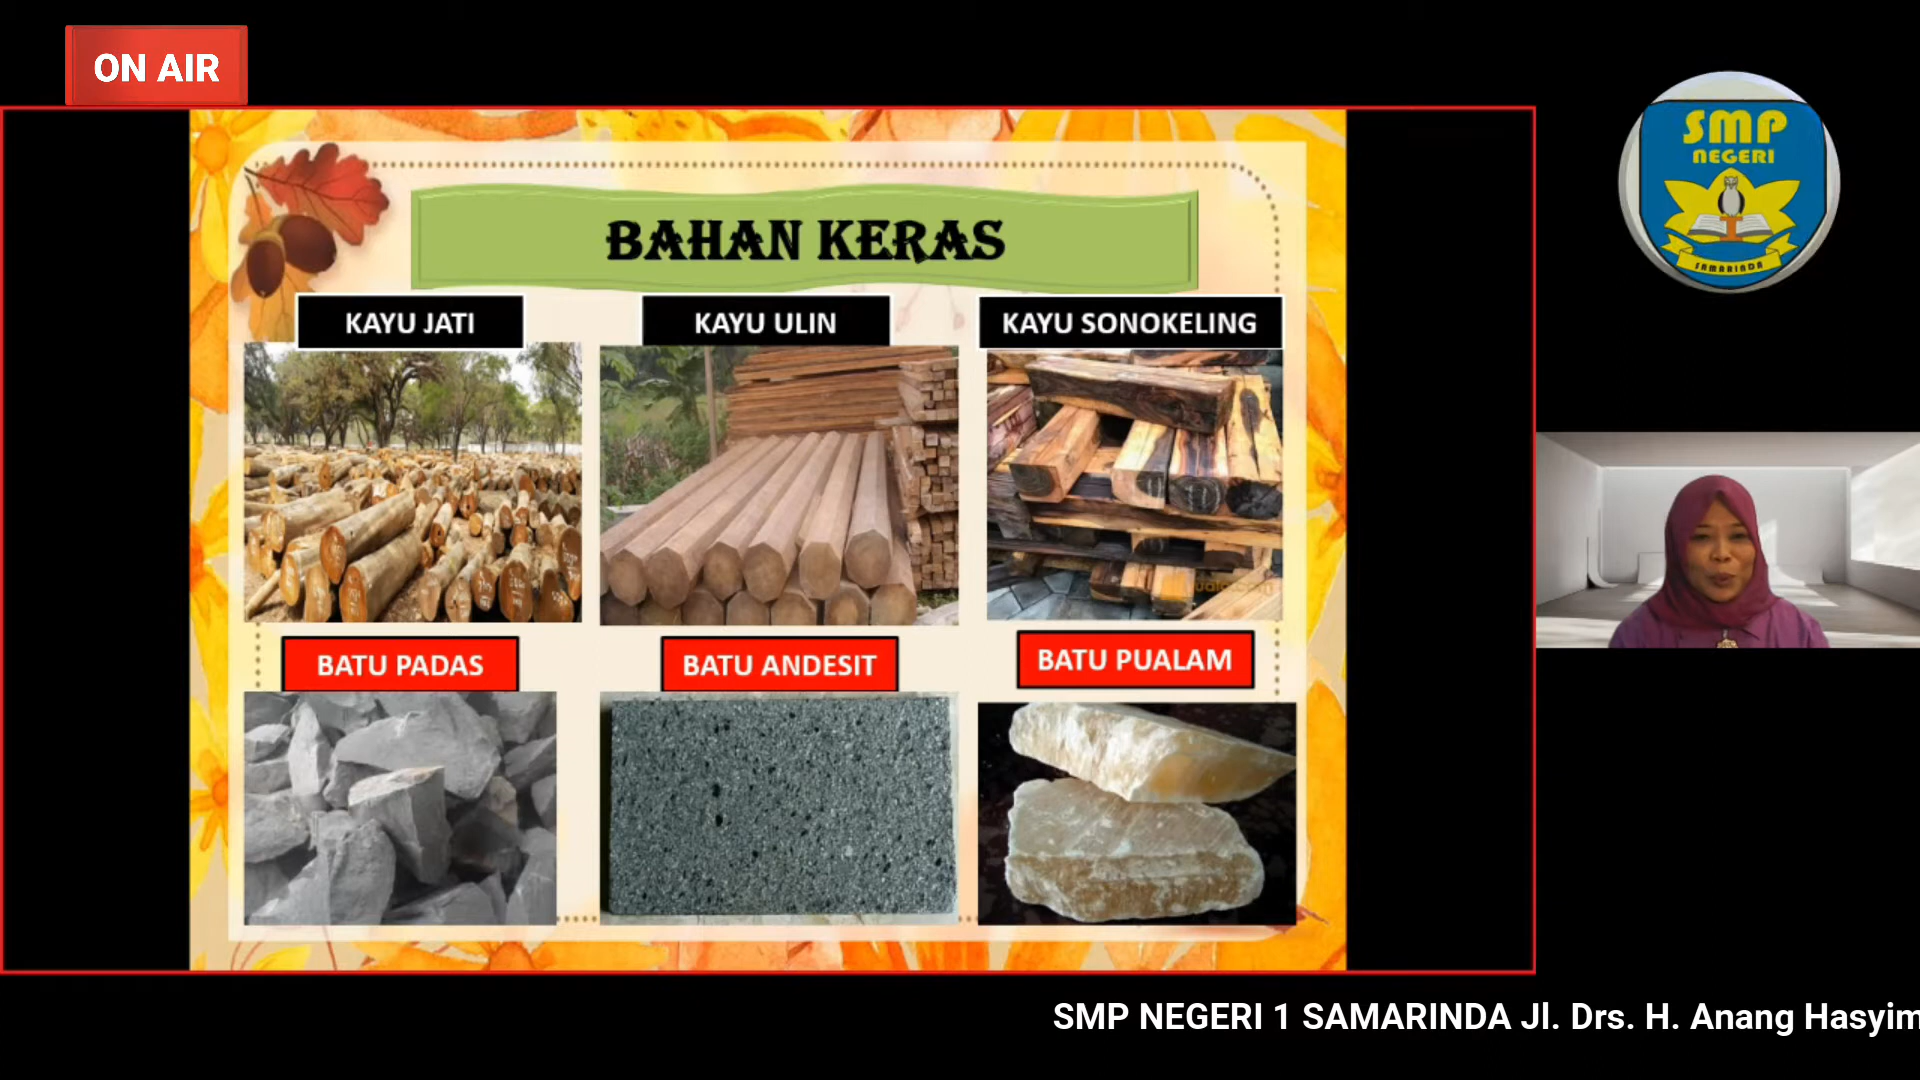 ON AIR
SMP
NEGERI
SAMARINDA
BAHAN KERAS
KAYU JATI
KAYU ULIN
KAYU SONOKELING
BATU PADAS
BATU ANDESIT
BATU PUALAM
SMP NEGERI 1 SAMARINDA Jl. Drs. H. Anang Hasyim